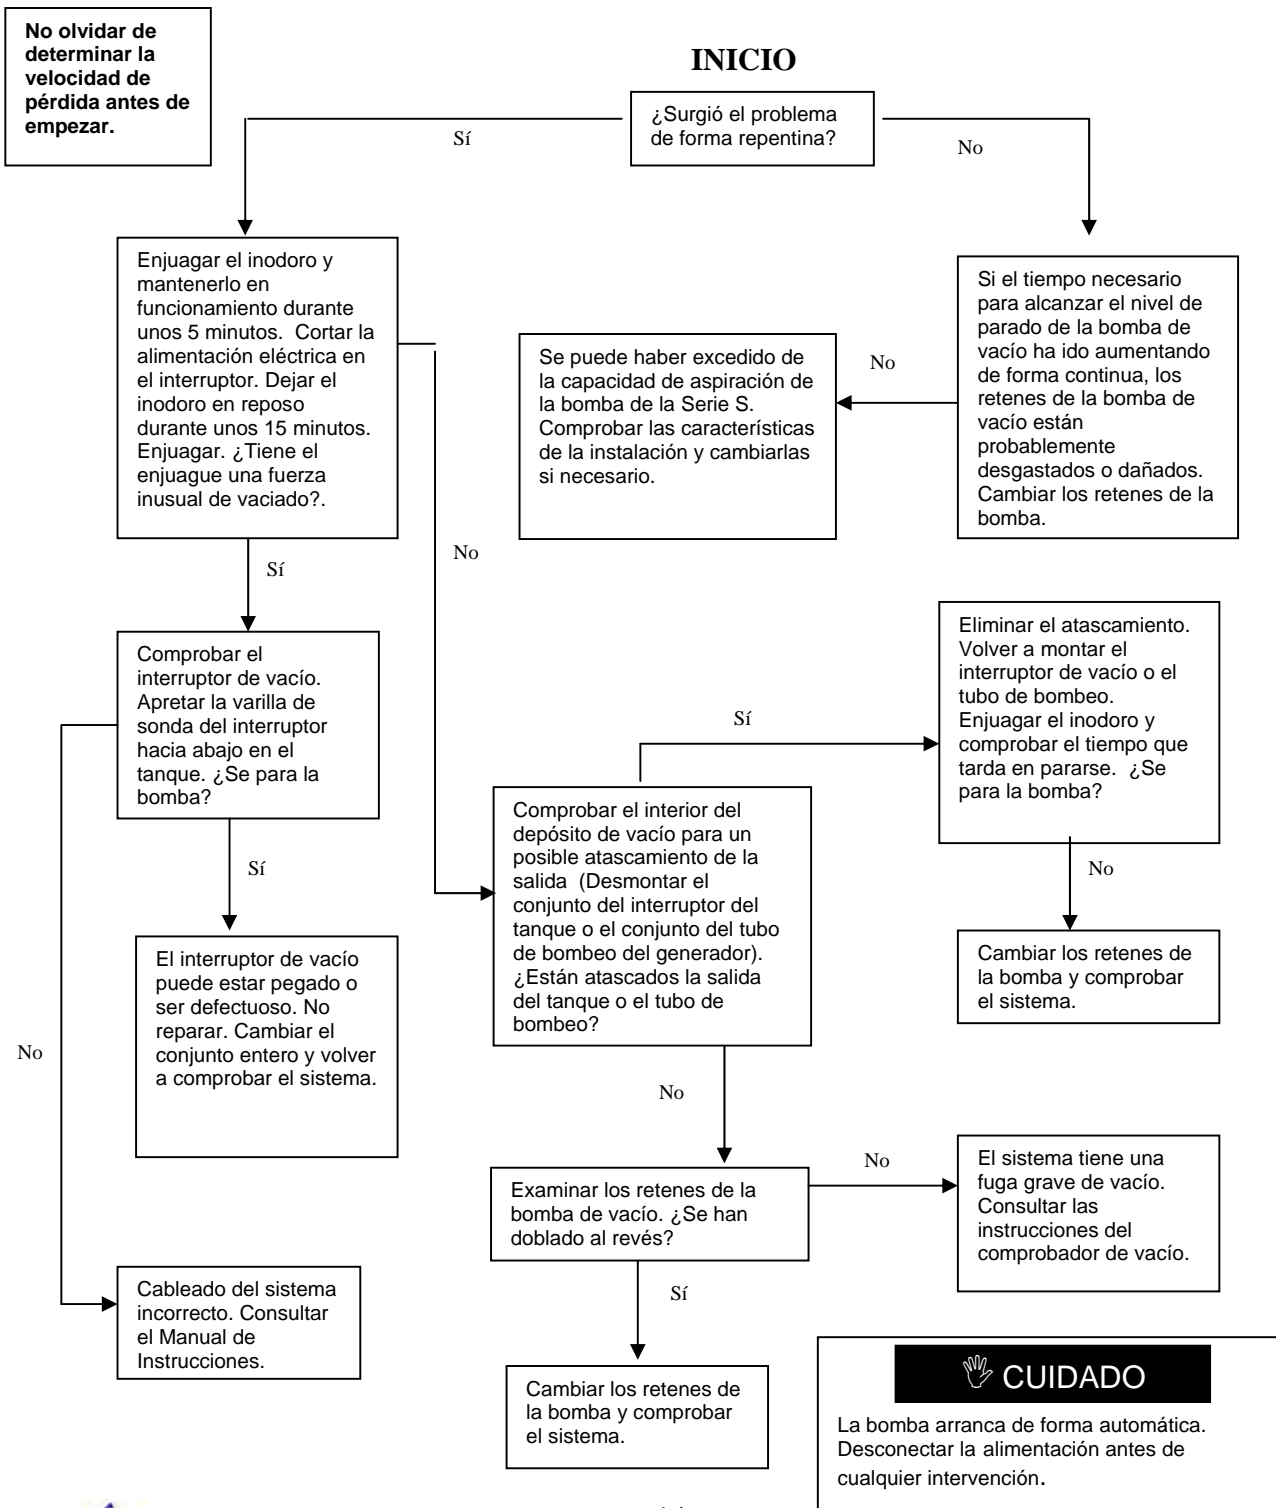 No olvidar de
determinar la
velocidad de
pérdida antes de
empezar.
INICIO
¿Surgió el problema
de forma repentina?
Sí
No
Enjuagar el inodoro y
mantenerlo en
funcionamiento durante
unos 5 minutos.  Cortar la
alimentación eléctrica en
el interruptor. Dejar el
inodoro en reposo
durante unos 15 minutos.
Enjuagar. ¿Tiene el
enjuague una fuerza
inusual de vaciado?.
Si el tiempo necesario
para alcanzar el nivel de
parado de la bomba de
vacío ha ido aumentando
de forma continua, los
retenes de la bomba de
vacío están
probablemente
desgastados o dañados.
Cambiar los retenes de la
bomba.
No
Se puede haber excedido de
la capacidad de aspiración de
la bomba de la Serie S.
Comprobar las características
de la instalación y cambiarlas
si necesario.
Sí
No
Comprobar el
interruptor de vacío.
Apretar la varilla de
sonda del interruptor
hacia abajo en el
tanque. ¿Se para la
bomba?
Sí
El interruptor de vacío
puede estar pegado o
ser defectuoso. No
reparar. Cambiar el
conjunto entero y volver
a comprobar el sistema.
No
Cableado del sistema
incorrecto. Consultar
el Manual de
Instrucciones.
Comprobar el interior del
depósito de vacío para un
posible atascamiento de la
salida  (Desmontar el
conjunto del interruptor del
tanque o el conjunto del tubo
de bombeo del generador).
¿Están atascados la salida
del tanque o el tubo de
bombeo?
Sí
Eliminar el atascamiento.
Volver a montar el
interruptor de vacío o el
tubo de bombeo.
Enjuagar el inodoro y
comprobar el tiempo que
tarda en pararse.  ¿Se
para la bomba?
No
Cambiar los retenes de
la bomba y comprobar
el sistema.
No
Examinar los retenes de la
bomba de vacío. ¿Se han
doblado al revés?
No
El sistema tiene una
fuga grave de vacío.
Consultar las
instrucciones del
comprobador de vacío.
Sí
Cambiar los retenes de
la bomba y comprobar
el sistema.
CUIDADO
La bomba arranca de forma automática.
Desconectar la alimentación antes de
cualquier intervención.